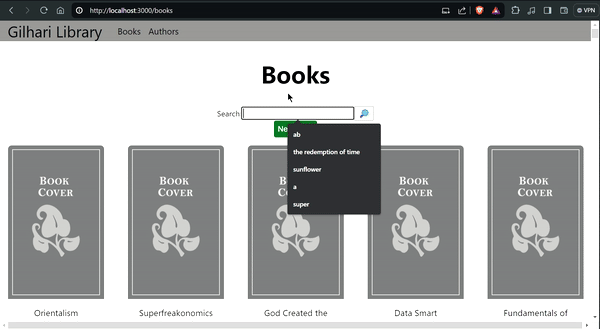 http://localhost:3000/books
VPN
Gilhari Library Books Authors
Books
Search
Ne
ab
the redemption of time
sunflower
a
super
BOOK COVER BOOK COVER BOOK COVER BOOK COVER BOOK COVER
Orientalism Superfreakonomics God Created the Data Smart Fundamentals of